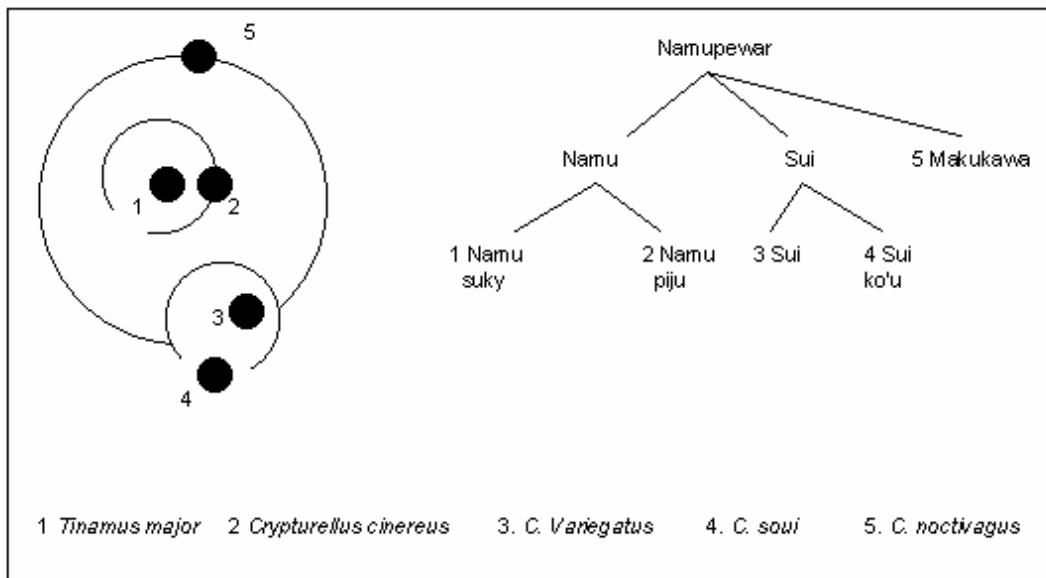 5
Namupewar
Namu Sui 5 Makukawa
1 2
1 Namu suky
2 Namu piju
3 Sui
4 Sui ko'u
3
4
1 Tinamus major 2 Crypturellus cinereus 3. C. Variegatus 4. C. soui 5. C. noctivagus